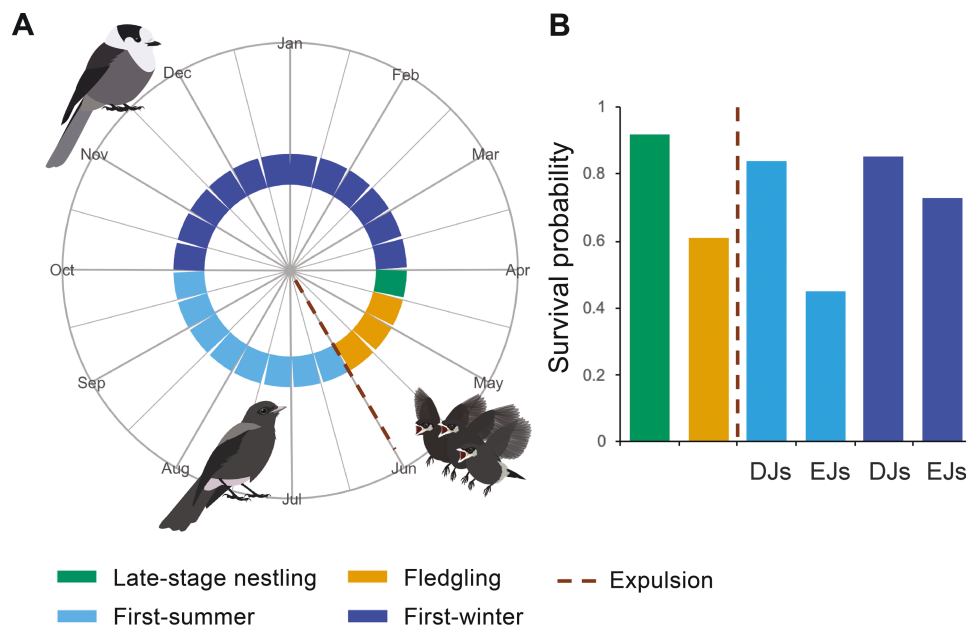 A
Jan
Feb
Mar
Apr
May
Jun
Jul
Aug
Sep
Oct
Nov
Dec
B
Survival probability
1
0.8
0.6
0.4
0.2
0
DJs EJs DJs EJs
Late-stage nestling
Fledgling
Expulsion
First-summer
First-winter